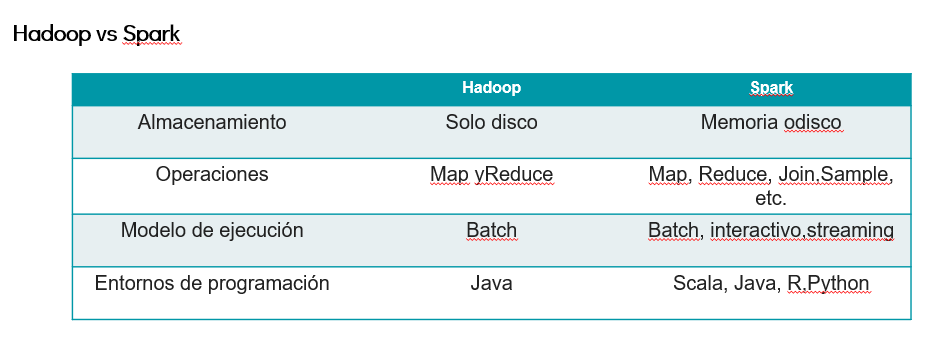 Hadoop vs Spark
Hadoop Spark
Almacenamiento Solo disco Memoria odisco
Operaciones Map yReduce Map, Reduce, Join,Sample,
etc.
Modelo de ejecución Batch Batch, interactivo,streaming
Entornos de programación Java Scala, Java, R,Python